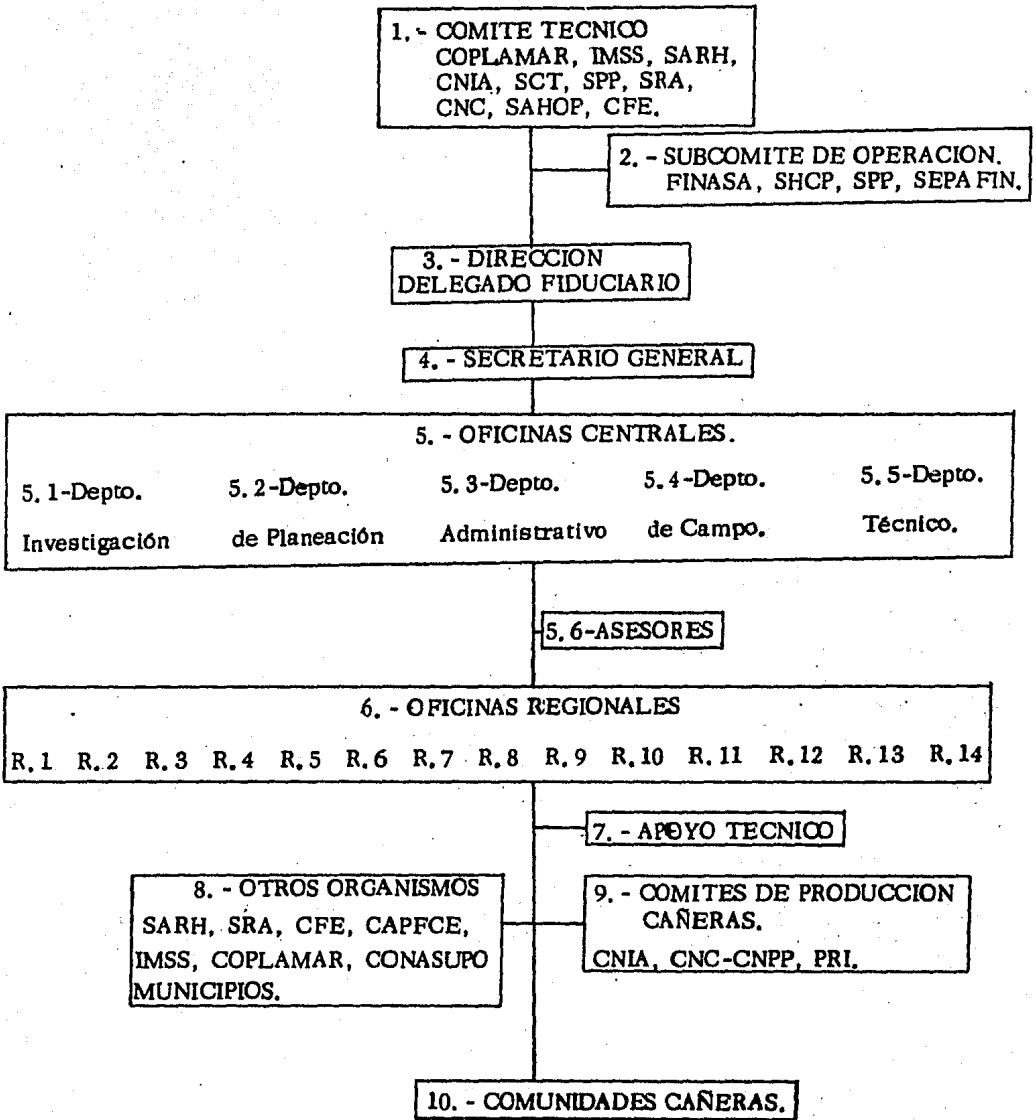 1. - COMITE TECNICO
COPLAMAR, IMSS, SARH,
CNIA, SCT, SPP, SRA,
CNC, SAHOP, CFE.
2. - SUBCOMITE DE OPERACION.
FINASA, SHCP, SPP, SEPAFIN.
3. - DIRECCION
DELEGADO FIDUCIARIO
4. - SECRETARIO GENERAL
5. - OFICINAS CENTRALES.
5.1-Depto.
Investigación
5.2-Depto.
de Planeación
5.3-Depto.
Administrativo
5.4-Depto.
de Campo.
5.5-Depto.
Técnico.
5.6-ASESORES
6. - OFICINAS REGIONALES
R.1 R.2 R.3 R.4 R.5 R.6 R.7 R.8 R.9 R.10 R.11 R.12 R.13 R.14
7. - APOYO TECNICO
8. - OTROS ORGANISMOS
SARH, SRA, CFE, CAPFCE,
IMSS, COPLAMAR, CONASUPO
MUNICIPIOS.
9. - COMITES DE PRODUCCION
CAÑERAS.
CNIA, CNC-CNPP, PRI.
10. - COMUNIDADES CAÑERAS.